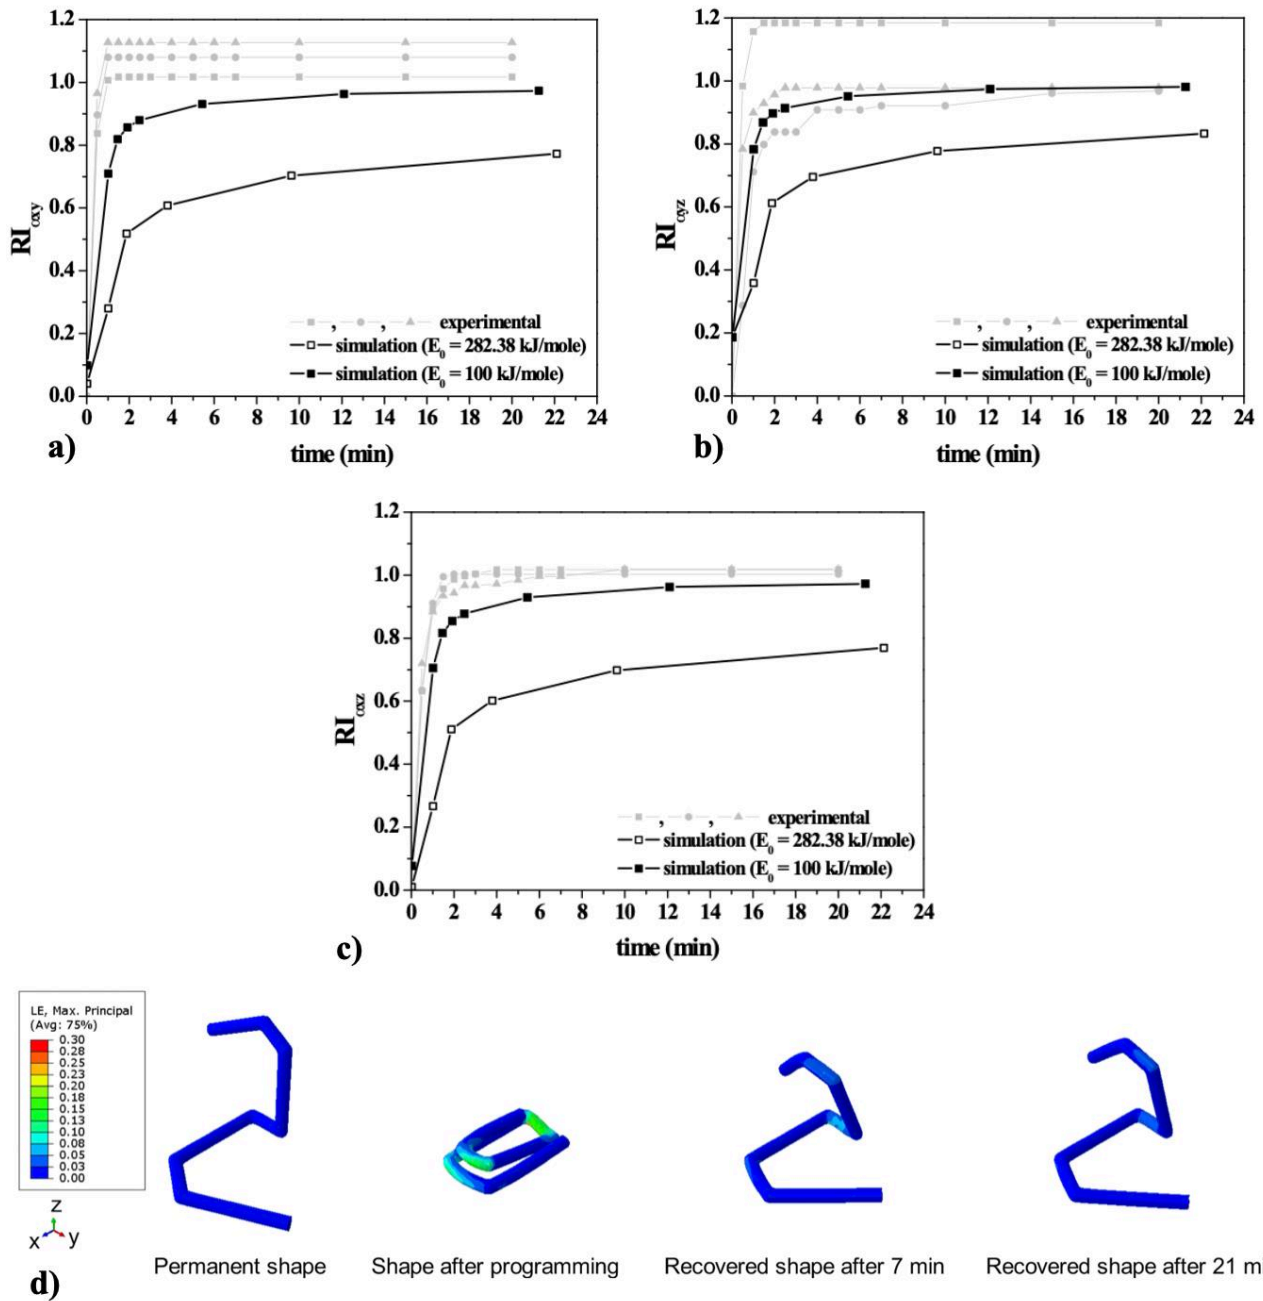 1.2
1.0
0.8
0.6
0.4
0.2
0.0
RIαxy
, , experimental
simulation (E0 = 282.38 kJ/mole)
simulation (E0 = 100 kJ/mole)
0 2 4 6 8 10 12 14 16 18 20 22 24
time (min)
a)
1.2
1.0
0.8
0.6
0.4
0.2
0.0
RIαyz
, , experimental
simulation (E0 = 282.38 kJ/mole)
simulation (E0 = 100 kJ/mole)
0 2 4 6 8 10 12 14 16 18 20 22 24
time (min)
b)
1.2
1.0
0.8
0.6
0.4
0.2
0.0
RIαxz
, , experimental
simulation (E0 = 282.38 kJ/mole)
simulation (E0 = 100 kJ/mole)
0 2 4 6 8 10 12 14 16 18 20 22 24
time (min)
c)
LE, Max. Principal
(Avg: 75%)
0.30
0.28
0.25
0.23
0.20
0.18
0.15
0.13
0.10
0.08
0.05
0.03
0.00
z
x y
d)
Permanent shape
Shape after programming
Recovered shape after 7 min
Recovered shape after 21 m